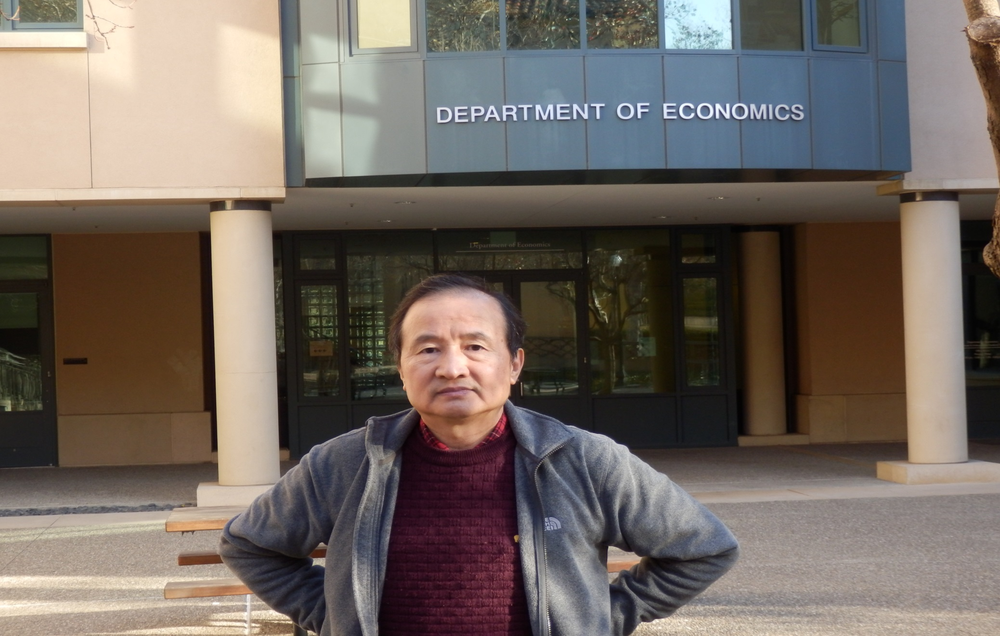 DEPARTMENT OF ECONOMICS
Department of Economics